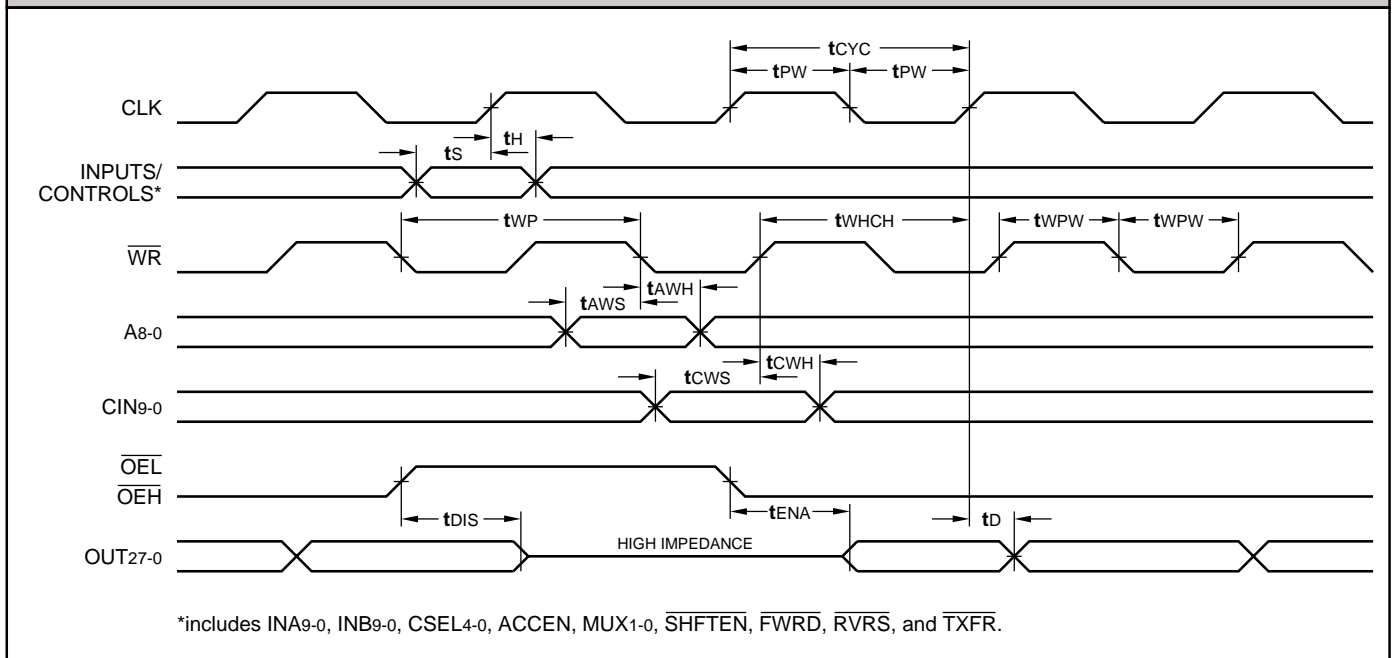 tCYC
tPW tPW
CLK
tH
tS
INPUTS/
CONTROLS*
tWP tWHCH tWPW tWPW
WR
tAWH
tAWS
A8-0
tCWH
tCWS
CIN9-0
OEL
OEH
tDIS tENA tD
HIGH IMPEDANCE
OUT27-0
*includes INA9-0, INB9-0, CSEL4-0, ACCEN, MUX1-0, SHFTEN, FWRD, RVRS, and TXFR.